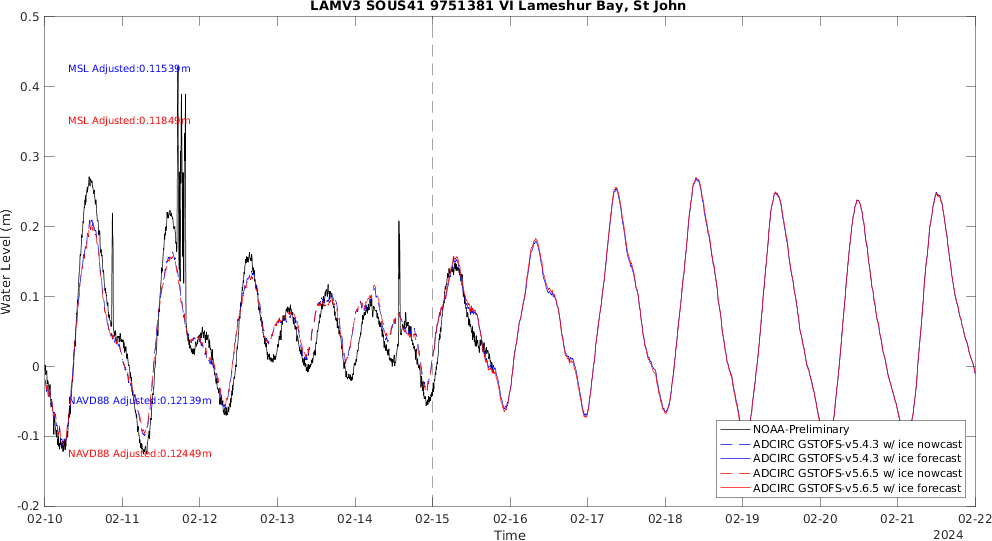 LAMV3 SOUS41 9751381 VI Lameshur Bay, St John
0.5
0.4
0.3
0.2
0.1
0
-0.1
-0.2
Water Level (m)
MSL Adjusted:0.11539m
MSL Adjusted:0.11849m
NAVD88 Adjusted:0.12139m
NAVD88 Adjusted:0.12449m
NOAA-Preliminary
ADCIRC GSTOFS-v5.4.3 w/ ice nowcast
ADCIRC GSTOFS-v5.4.3 w/ ice forecast
ADCIRC GSTOFS-v5.6.5 w/ ice nowcast
ADCIRC GSTOFS-v5.6.5 w/ ice forecast
02-10 02-11 02-12 02-13 02-14 02-15 02-16 02-17 02-18 02-19 02-20 02-21 02-22
Time
2024